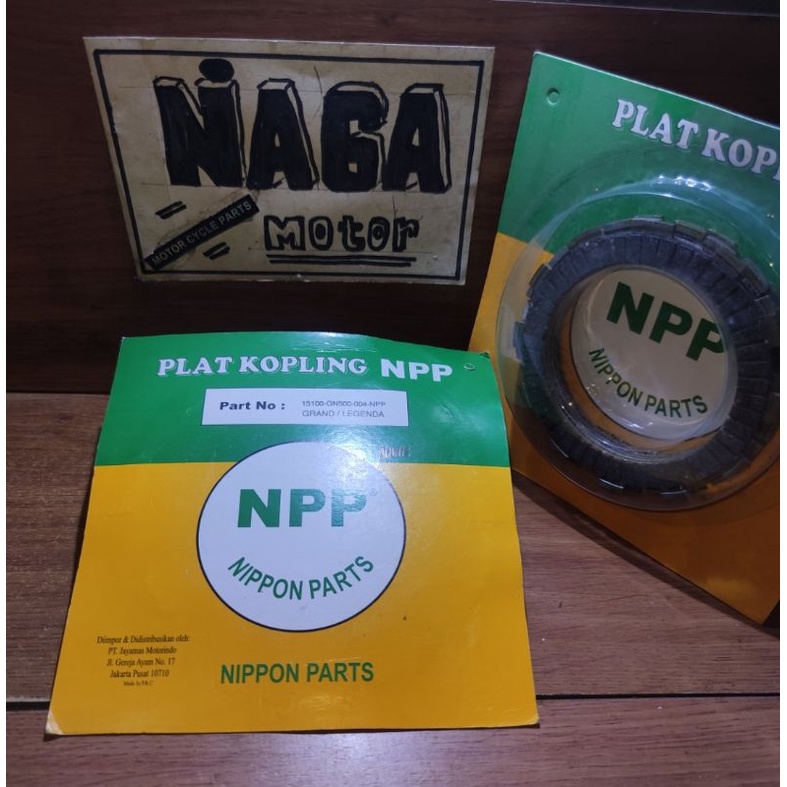 NAGA
MOTOR CYCLE PARTS
Motor
PLAT KOPL
NPP
NIPPON PARTS
PLAT KOPLING NPP
Part No : 15100-GN500-004-NPP
GRAND / LEGENDA
NPP
NIPPON PARTS
Diimpor & Didistribusikan oleh:
PT. Jayamas Motorindo
Jl. Gereja Ayam No. 17
Jakarta Pusat 10710
Made In P.R.C
NIPPON PARTS